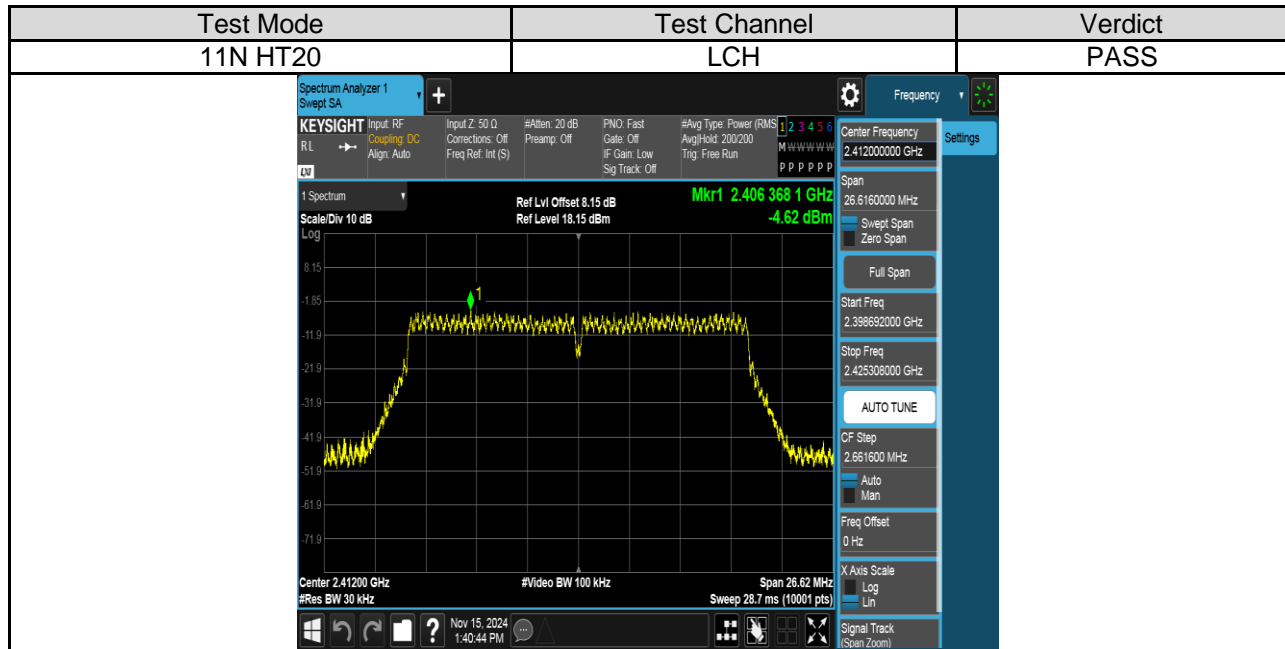 Test Mode Test Channel Verdict
11N HT20 LCH PASS
Spectrum Analyzer 1
Swept SA
Frequency
KEYSIGHT
RL
LXI
Input: RF
Coupling: DC
Align: Auto
Input Z: 50 Ω
Corrections: Off
Freq Ref: Int (S)
#Atten: 20 dB
Preamp: Off
PNO: Fast
Gate: Off
IF Gain: Low
Sig Track: Off
#Avg Type: Power (RMS
Avg|Hold: 200/200
Trig: Free Run
1 2 3 4 5 6
M W W W W W
P P P P P P
1 Spectrum
Scale/Div 10 dB
Log
Ref Lvl Offset 8.15 dB
Ref Level 18.15 dBm
Mkr1 2.406 368 1 GHz
-4.62 dBm
1
8.15
-1.85
-11.9
-21.9
-31.9
-41.9
-51.9
-61.9
-71.9
Center 2.41200 GHz
#Res BW 30 kHz
#Video BW 100 kHz
Span 26.62 MHz
Sweep 28.7 ms (10001 pts)
Nov 15, 2024
1:40:44 PM
?
Center Frequency
2.412000000 GHz
Settings
Span
26.6160000 MHz
Swept Span
Zero Span
Full Span
Start Freq
2.398692000 GHz
Stop Freq
2.425308000 GHz
AUTO TUNE
CF Step
2.661600 MHz
Auto
Man
Freq Offset
0 Hz
X Axis Scale
Log
Lin
Signal Track
(Span Zoom)